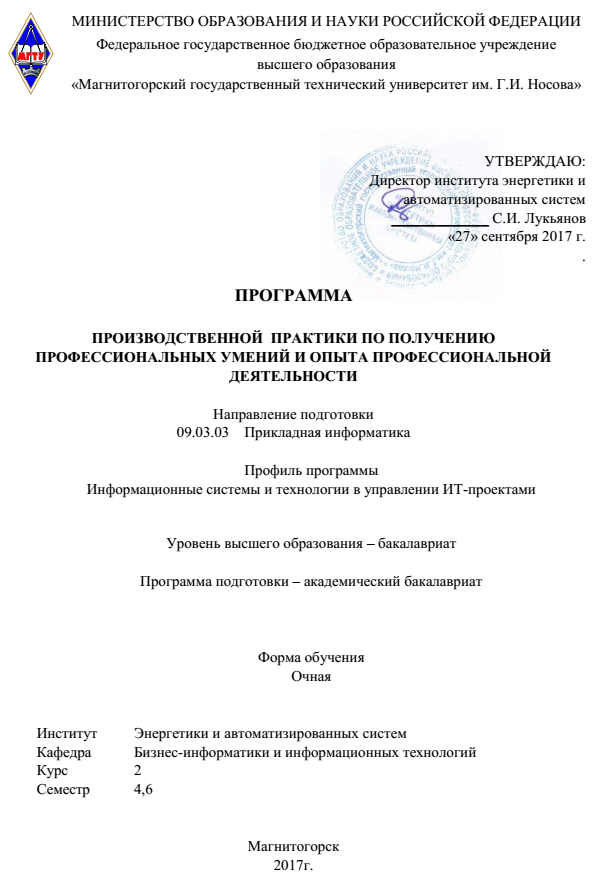 МИНИСТЕРСТВО ОБРАЗОВАНИЯ И НАУКИ РОССИЙСКОЙ ФЕДЕРАЦИИ
Федеральное государственное бюджетное образовательное учреждение
высшего образования
«Магнитогорский государственный технический университет им. Г.И. Носова»
МГТУ
УТВЕРЖДАЮ:
Директор института энергетики и
автоматизированных систем
_____________ С.И. Лукьянов
«27» сентября 2017 г.
.
ПРОГРАММА
ПРОИЗВОДСТВЕННОЙ ПРАКТИКИ ПО ПОЛУЧЕНИЮ
ПРОФЕССИОНАЛЬНЫХ УМЕНИЙ И ОПЫТА ПРОФЕССИОНАЛЬНОЙ
ДЕЯТЕЛЬНОСТИ
Направление подготовки
09.03.03 Прикладная информатика
Профиль программы
Информационные системы и технологии в управлении ИТ-проектами
Уровень высшего образования – бакалавриат
Программа подготовки – академический бакалавриат
Форма обучения
Очная
Институт Энергетики и автоматизированных систем
Кафедра Бизнес-информатики и информационных технологий
Курс 2
Семестр 4,6
Магнитогорск
2017г.